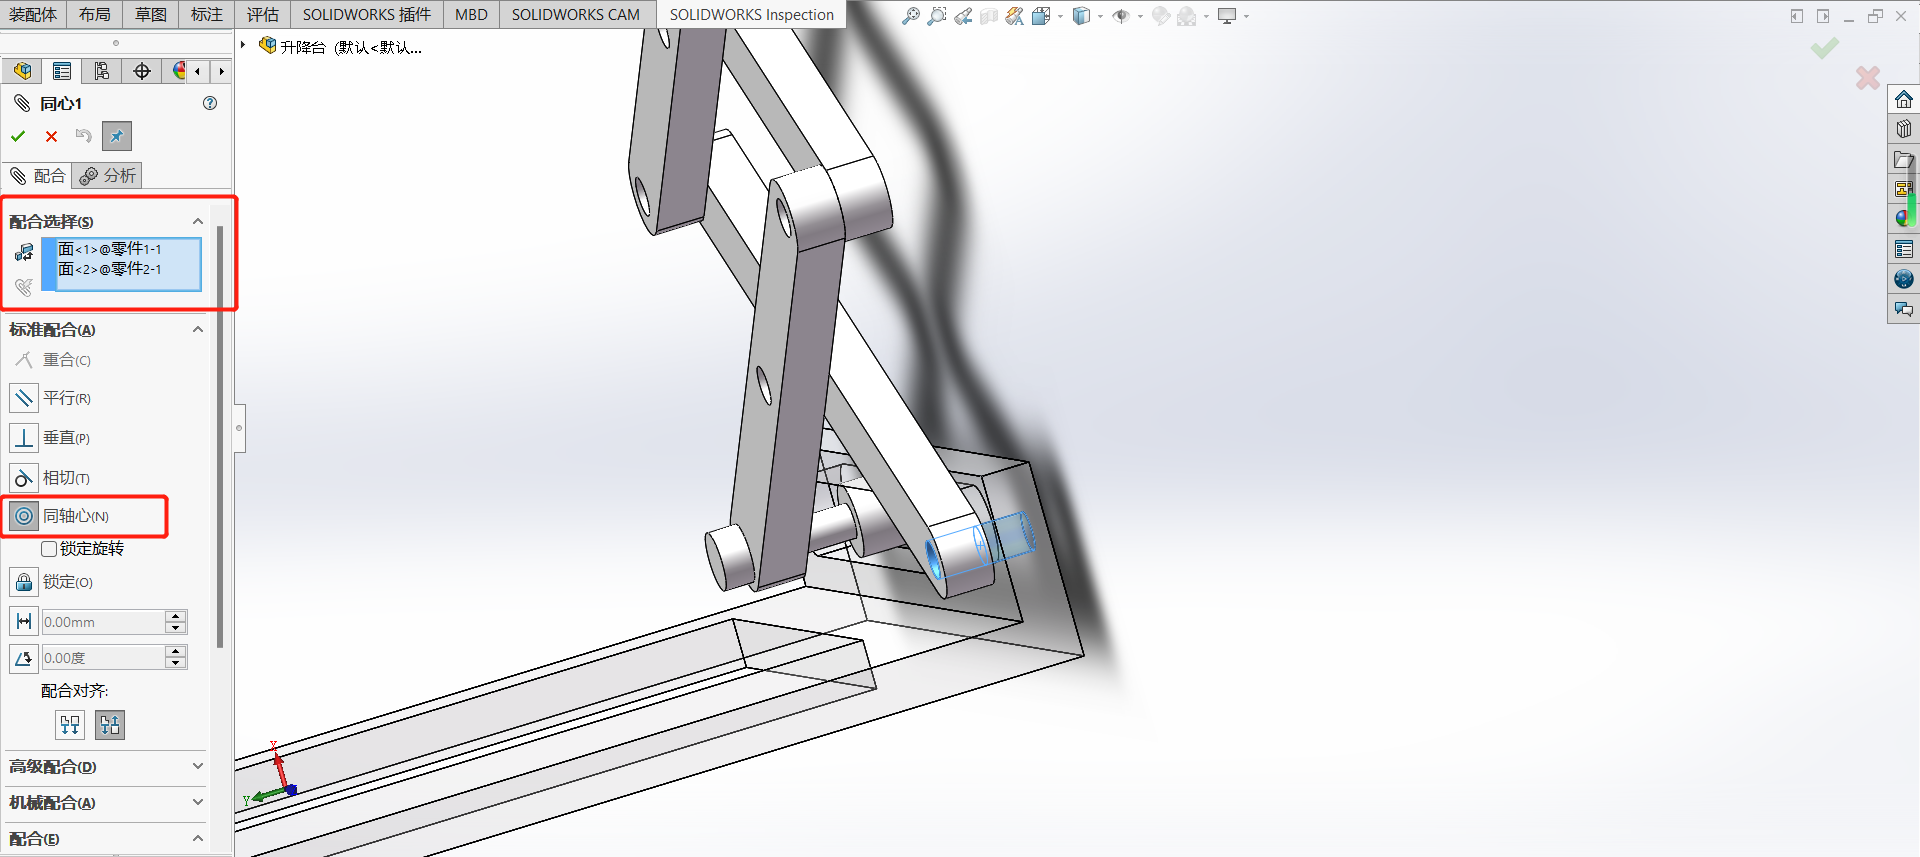 装配体 布局 草图 标注 评估 SOLIDWORKS 插件 MBD SOLIDWORKS CAM SOLIDWORKS Inspection
升降台 (默认<默认...
同心1
配合 分析
配合选择(S)
面<1>@零件1-1
面<2>@零件2-1
标准配合(A)
重合(C)
平行(R)
垂直(P)
相切(T)
同轴心(N)
锁定旋转
锁定(O)
0.00mm
0.00度
配合对齐:
高级配合(D)
机械配合(A)
配合(E)
X
Y